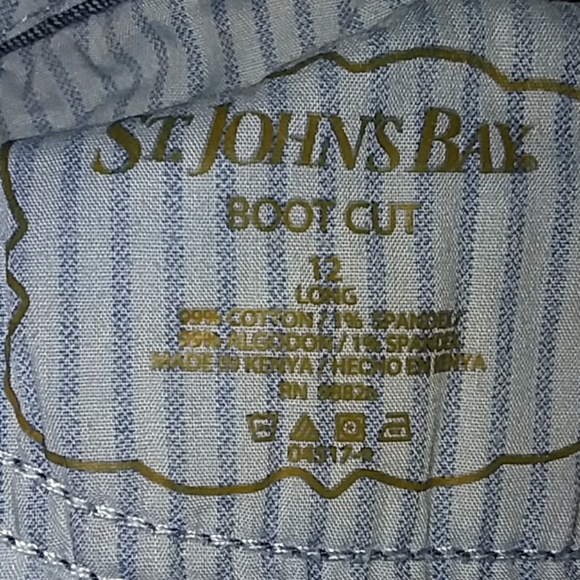 ST. JOHN'S BAY.
BOOT CUT
12
LONG
99% COTTON / 1% SPANDEX
99% ALGODON / 1% SPANDEX
MADE IN KENYA / HECHO EN KENYA
RN